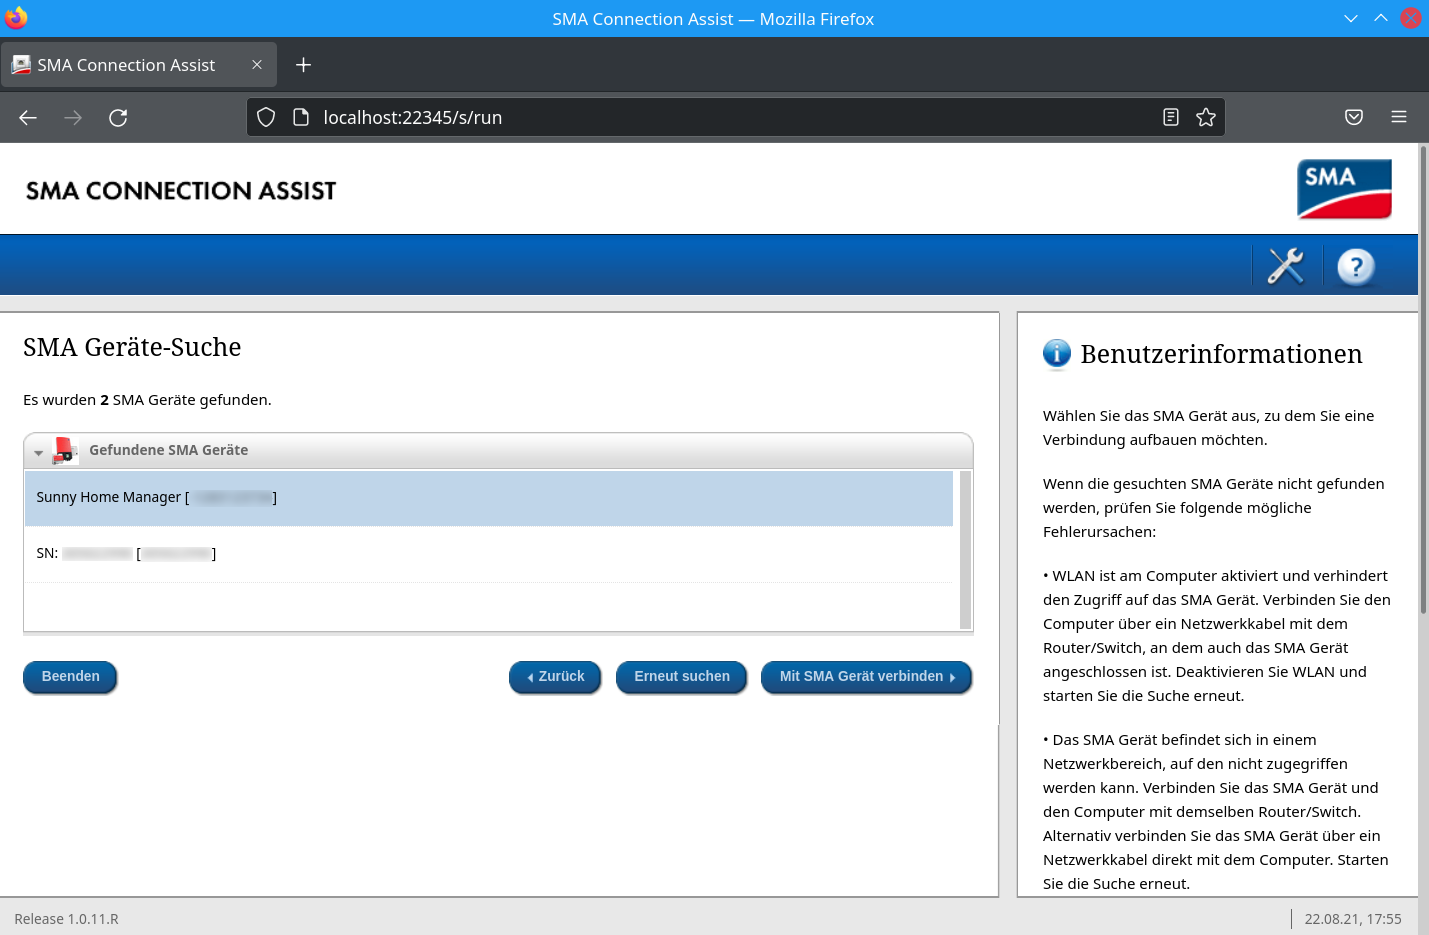 SMA Connection Assist — Mozilla Firefox
SMA Connection Assist
localhost:22345/s/run
SMA CONNECTION ASSIST
SMA
?
SMA Geräte-Suche
Es wurden 2 SMA Geräte gefunden.
Gefundene SMA Geräte
Sunny Home Manager [ ]
SN: [ ]
Beenden
Zurück
Erneut suchen
Mit SMA Gerät verbinden
i Benutzerinformationen
Wählen Sie das SMA Gerät aus, zu dem Sie eine
Verbindung aufbauen möchten.
Wenn die gesuchten SMA Geräte nicht gefunden
werden, prüfen Sie folgende mögliche
Fehlerursachen:
• WLAN ist am Computer aktiviert und verhindert
den Zugriff auf das SMA Gerät. Verbinden Sie den
Computer über ein Netzwerkkabel mit dem
Router/Switch, an dem auch das SMA Gerät
angeschlossen ist. Deaktivieren Sie WLAN und
starten Sie die Suche erneut.
• Das SMA Gerät befindet sich in einem
Netzwerkbereich, auf den nicht zugegriffen
werden kann. Verbinden Sie das SMA Gerät und
den Computer mit demselben Router/Switch.
Alternativ verbinden Sie das SMA Gerät über ein
Netzwerkkabel direkt mit dem Computer. Starten
Sie die Suche erneut.
Release 1.0.11.R
22.08.21, 17:55